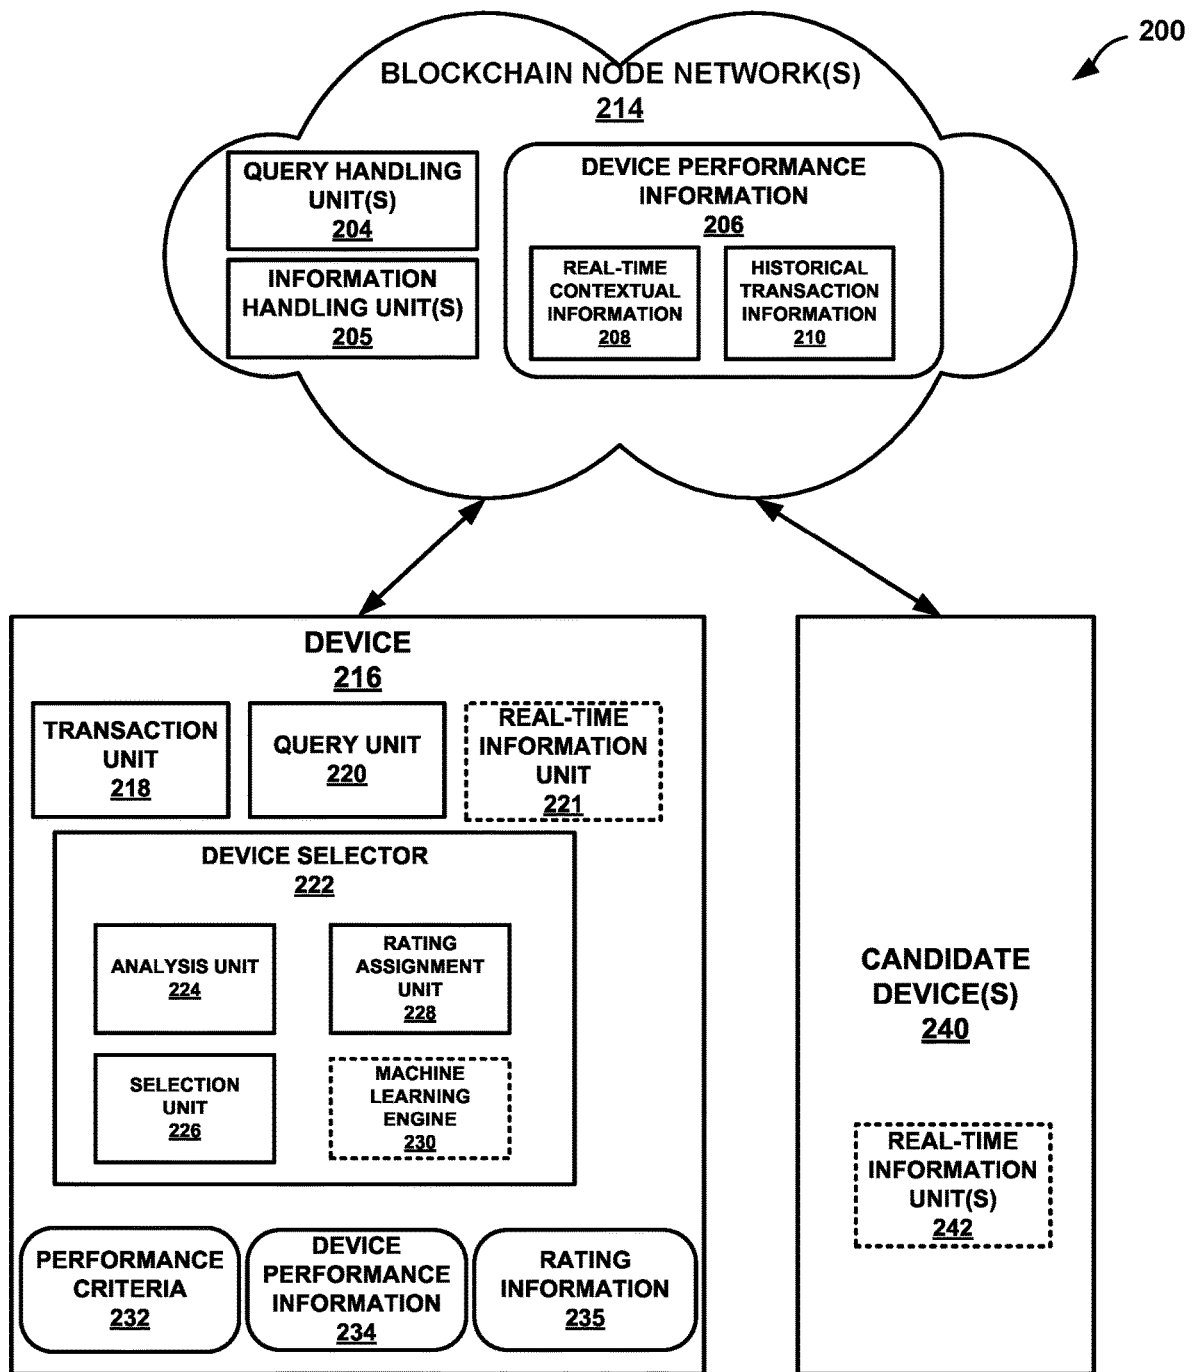 200
BLOCKCHAIN NODE NETWORK(S)
214
QUERY HANDLING
UNIT(S)
204
INFORMATION
HANDLING UNIT(S)
205
DEVICE PERFORMANCE
INFORMATION
206
REAL-TIME
CONTEXTUAL
INFORMATION
208
HISTORICAL
TRANSACTION
INFORMATION
210
DEVICE
216
TRANSACTION
UNIT
218
QUERY UNIT
220
REAL-TIME
INFORMATION
UNIT
221
DEVICE SELECTOR
222
ANALYSIS UNIT
224
RATING
ASSIGNMENT
UNIT
228
SELECTION
UNIT
226
MACHINE
LEARNING
ENGINE
230
PERFORMANCE
CRITERIA
232
DEVICE
PERFORMANCE
INFORMATION
234
RATING
INFORMATION
235
CANDIDATE
DEVICE(S)
240
REAL-TIME
INFORMATION
UNIT(S)
242